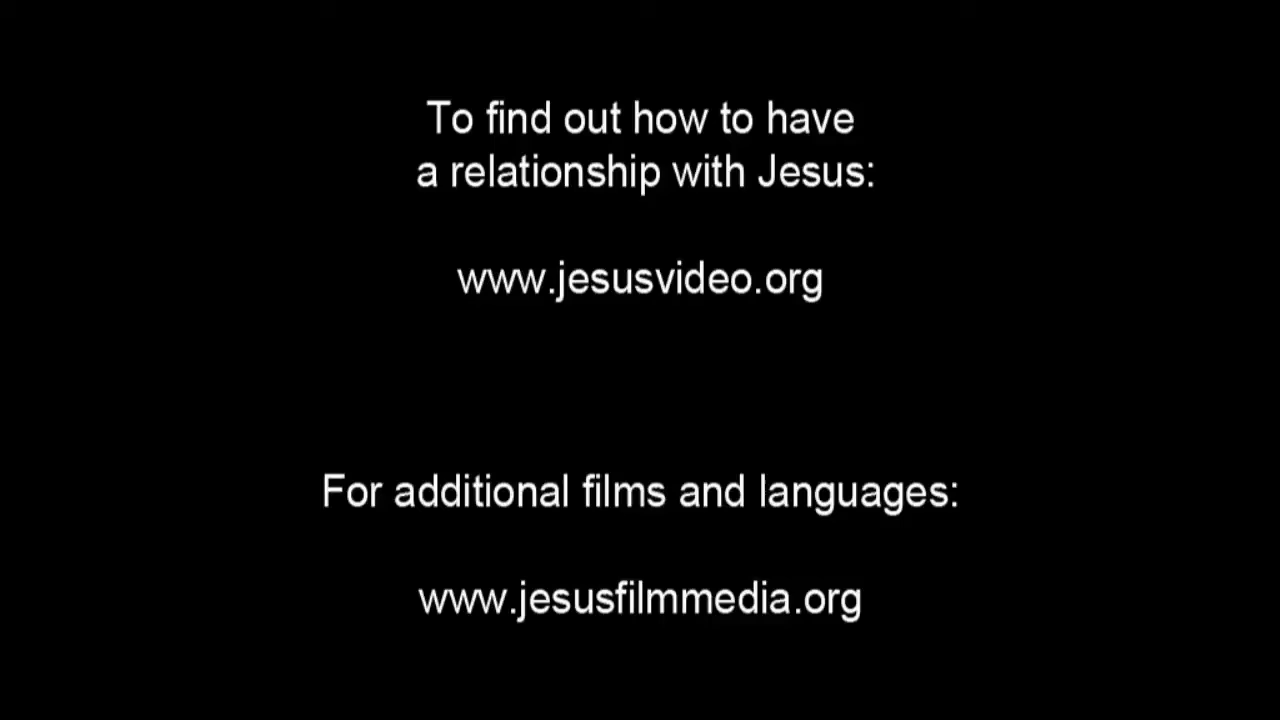 To find out how to have
a relationship with Jesus:
www.jesusvideo.org
For additional films and languages:
www.jesusfilmmedia.org